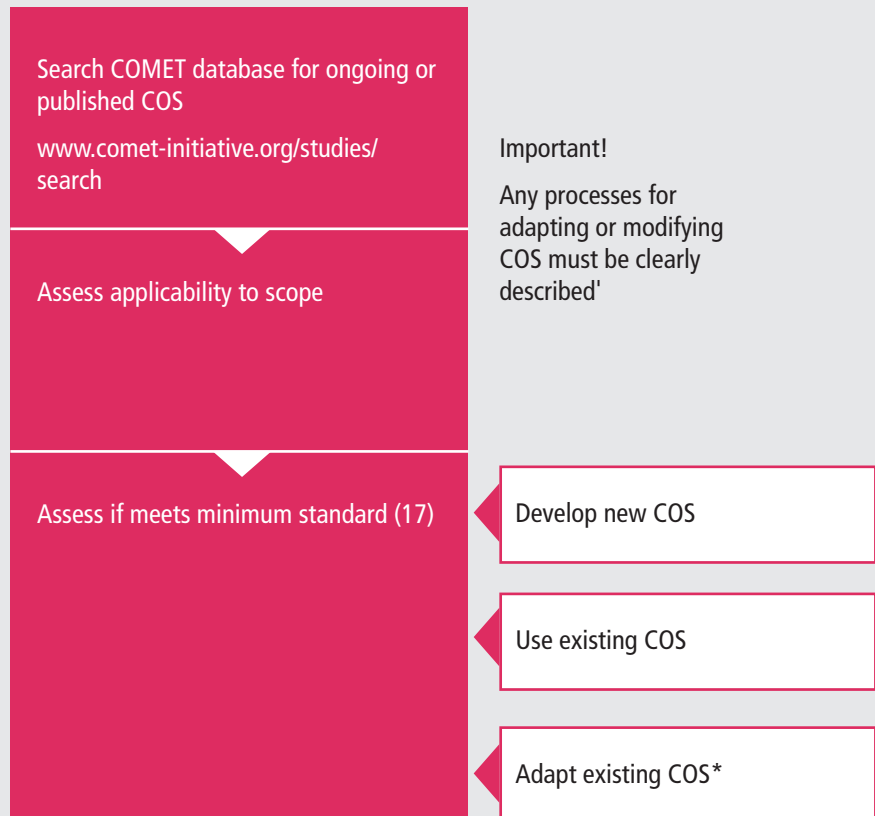 Search COMET database for ongoing or
published COS
www.comet-initiative.org/studies/
search
Important!
Any processes for
adapting or modifying
COS must be clearly
described'
Assess applicability to scope
Assess if meets minimum standard (17)
Develop new COS
Use existing COS
Adapt existing COS*